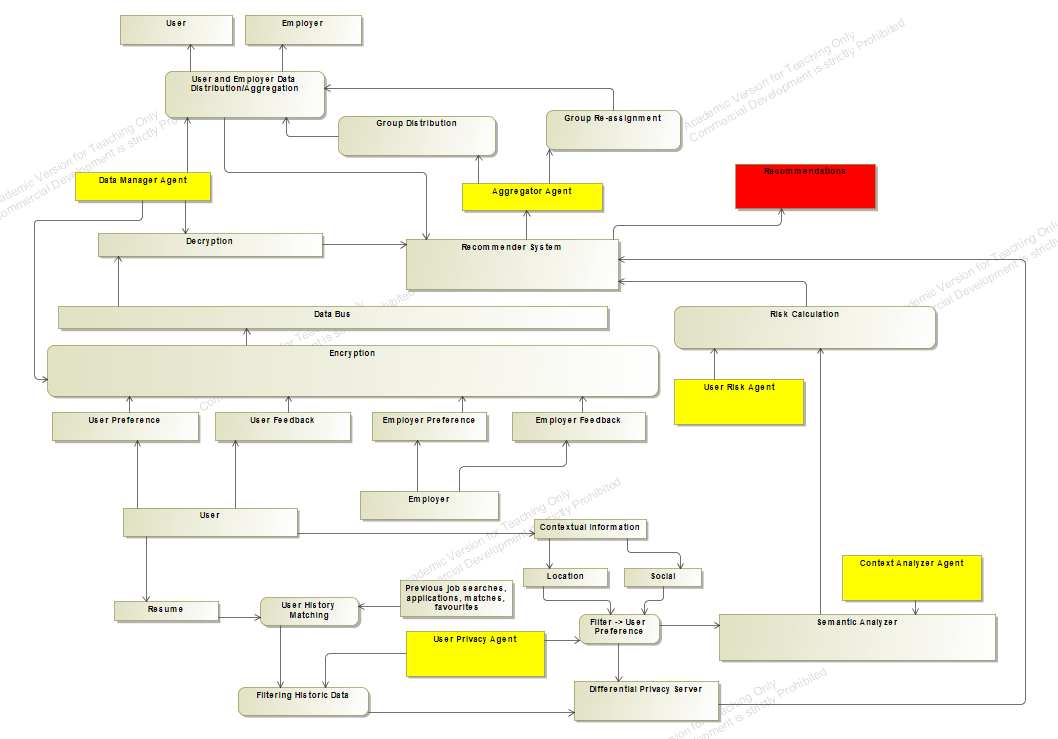 User
Employer
User and Employer Data
Distribution/Aggregation
Group Distribution
Group Re-assignment
Academic Version for Teaching Only
Commercial Development is strictly Prohibited
Data Manager Agent
Aggregator Agent
Recommendations
Decryption
Recommender System
Data Bus
Risk Calculation
Encryption
User Risk Agent
User Preference
User Feedback
Employer Preference
Employer Feedback
Employer
User
Contextual Information
Location
Social
Context Analyzer Agent
Resume
User History
Matching
Previous job searches,
applications, matches,
favourites
Filter -> User
Preference
Semantic Analyzer
User Privacy Agent
Filtering Historic Data
Differential Privacy Server